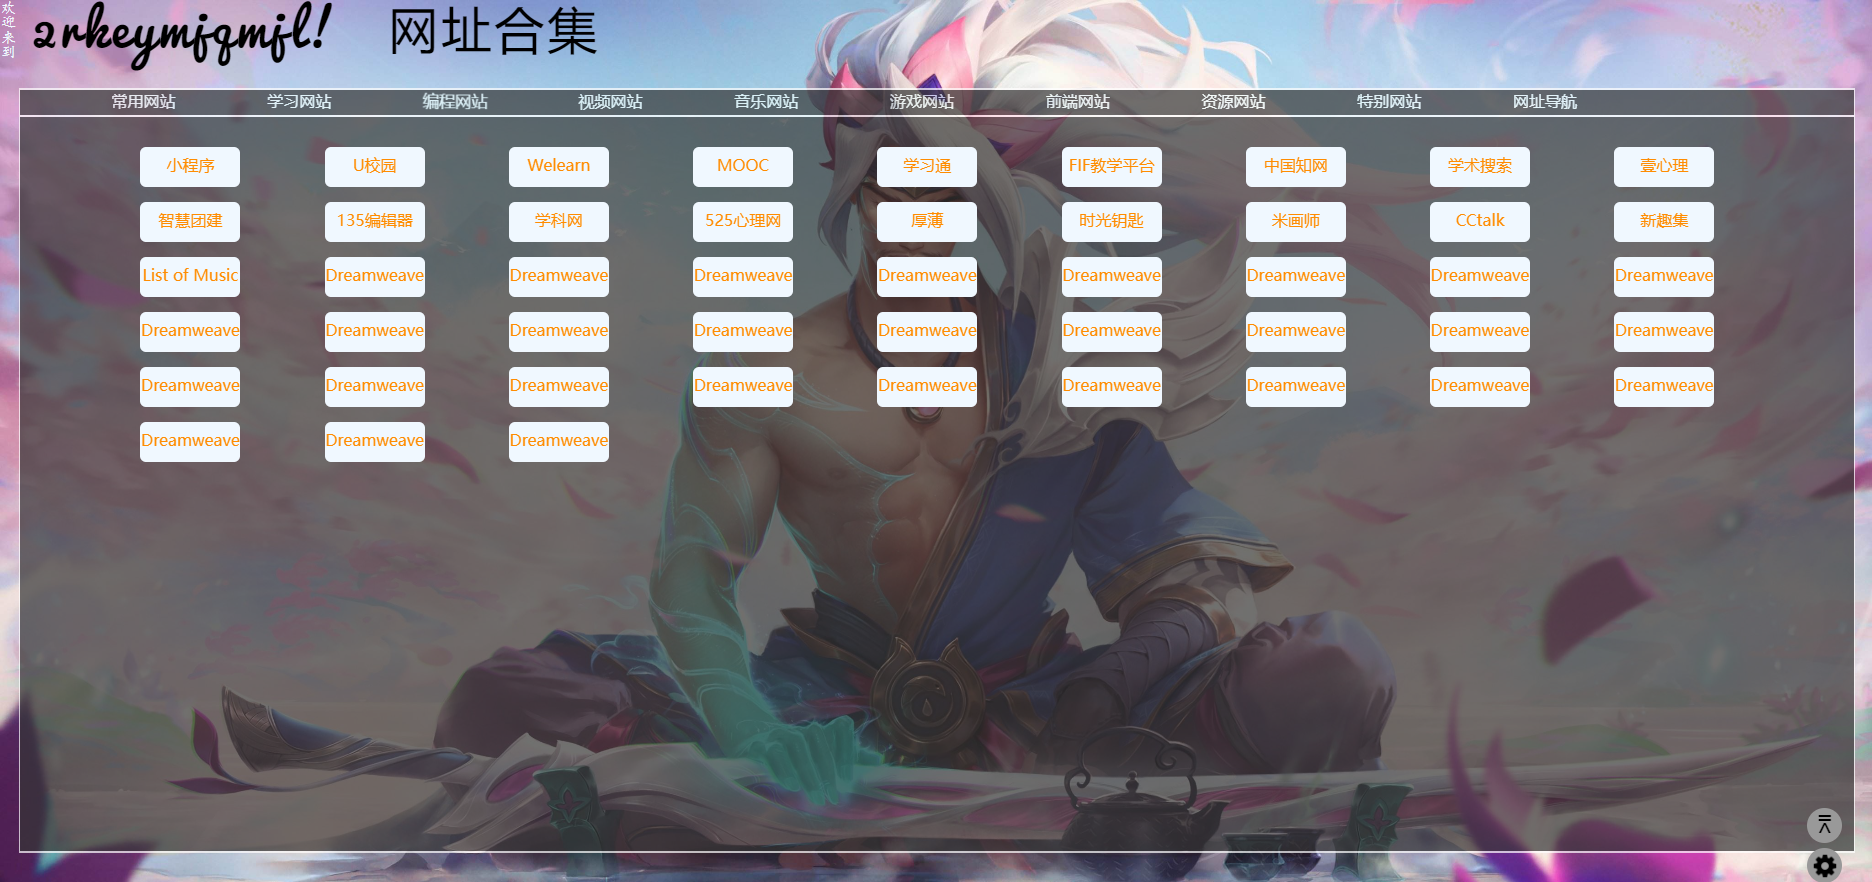 欢迎来到
2rkeymjqmjl! 网址合集
常用网站 学习网站 编程网站 视频网站 音乐网站 游戏网站 前端网站 资源网站 特别网站 网址导航
小程序 U校园 Welearn MOOC 学习通 FIF教学平台 中国知网 学术搜索 壹心理
智慧团建 135编辑器 学科网 525心理网 厚薄 时光钥匙 米画师 CCtalk 新趣集
List of Music Dreamweave Dreamweave Dreamweave Dreamweave Dreamweave Dreamweave Dreamweave Dreamweave
Dreamweave Dreamweave Dreamweave Dreamweave Dreamweave Dreamweave Dreamweave Dreamweave Dreamweave
Dreamweave Dreamweave Dreamweave Dreamweave Dreamweave Dreamweave Dreamweave Dreamweave Dreamweave
Dreamweave Dreamweave Dreamweave